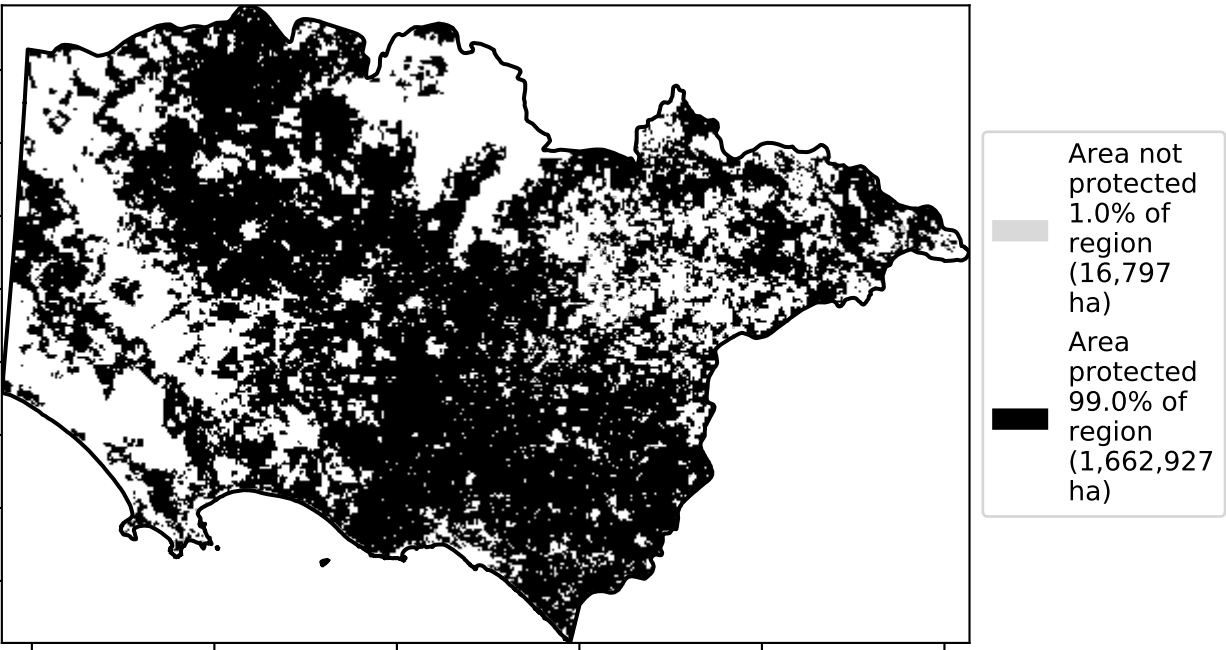 Area not
protected
1.0% of
region
(16,797
ha)
Area
protected
99.0% of
region
(1,662,927
ha)